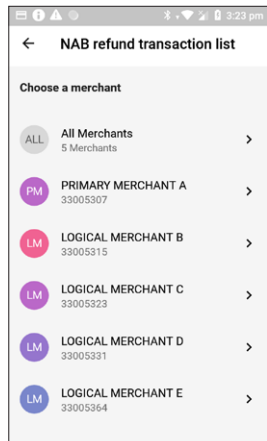 3:23 pm
NAB refund transaction list
Choose a merchant
ALL
All Merchants
5 Merchants
PM
PRIMARY MERCHANT A
33005307
LM
LOGICAL MERCHANT B
33005315
LM
LOGICAL MERCHANT C
33005323
LM
LOGICAL MERCHANT D
33005331
LM
LOGICAL MERCHANT E
33005364